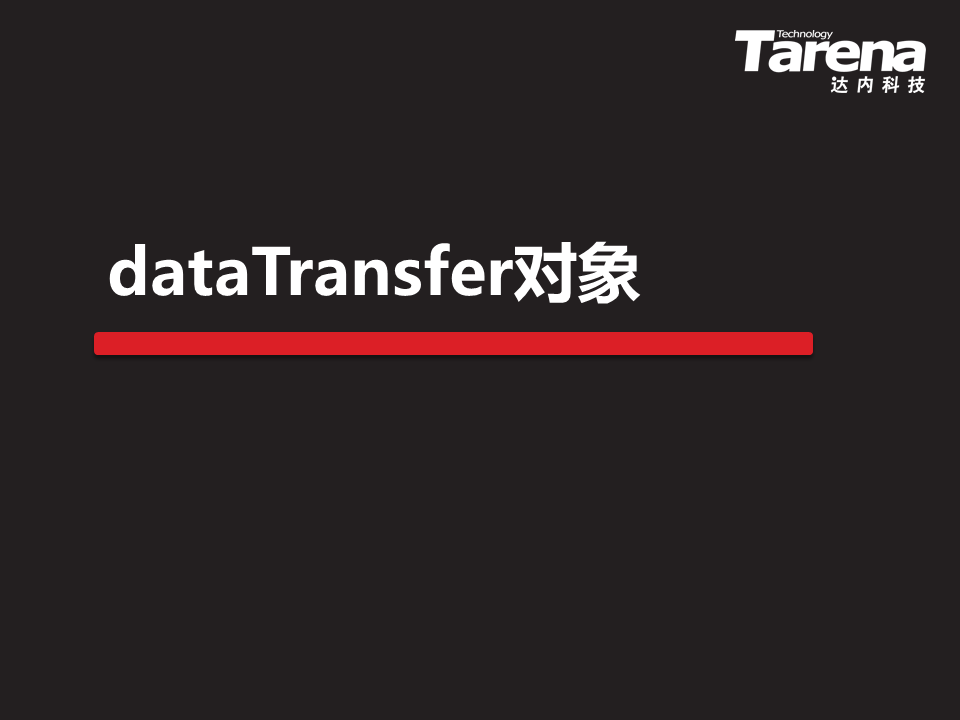 Technology
Tarena
达内科技
dataTransfer对象